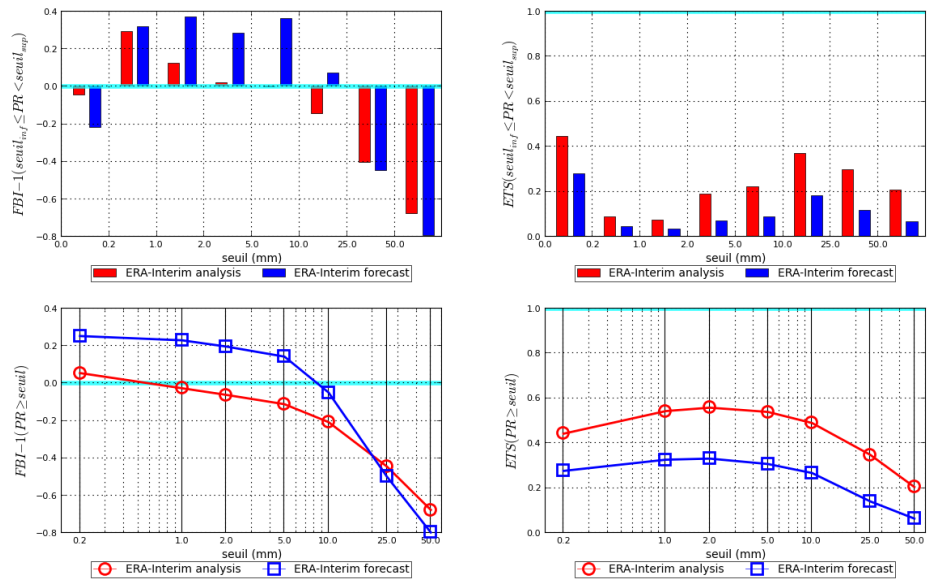 FBI−1(seuil_inf ≤ PR < seuil_sup)
0.4
0.2
0.0
−0.2
−0.4
−0.6
−0.8
0.0 0.2 1.0 2.0 5.0 10.0 25.0 50.0
seuil (mm)
ERA-Interim analysis ERA-Interim forecast
ETS(seuil_inf ≤ PR < seuil_sup)
1.0
0.8
0.6
0.4
0.2
0.0
0.0 0.2 1.0 2.0 5.0 10.0 25.0 50.0
seuil (mm)
ERA-Interim analysis ERA-Interim forecast
FBI−1(PR ≥ seuil)
0.4
0.2
0.0
−0.2
−0.4
−0.6
−0.8
0.2 1.0 2.0 5.0 10.0 25.0 50.0
seuil (mm)
ERA-Interim analysis ERA-Interim forecast
ETS(PR ≥ seuil)
1.0
0.8
0.6
0.4
0.2
0.0
0.2 1.0 2.0 5.0 10.0 25.0 50.0
seuil (mm)
ERA-Interim analysis ERA-Interim forecast